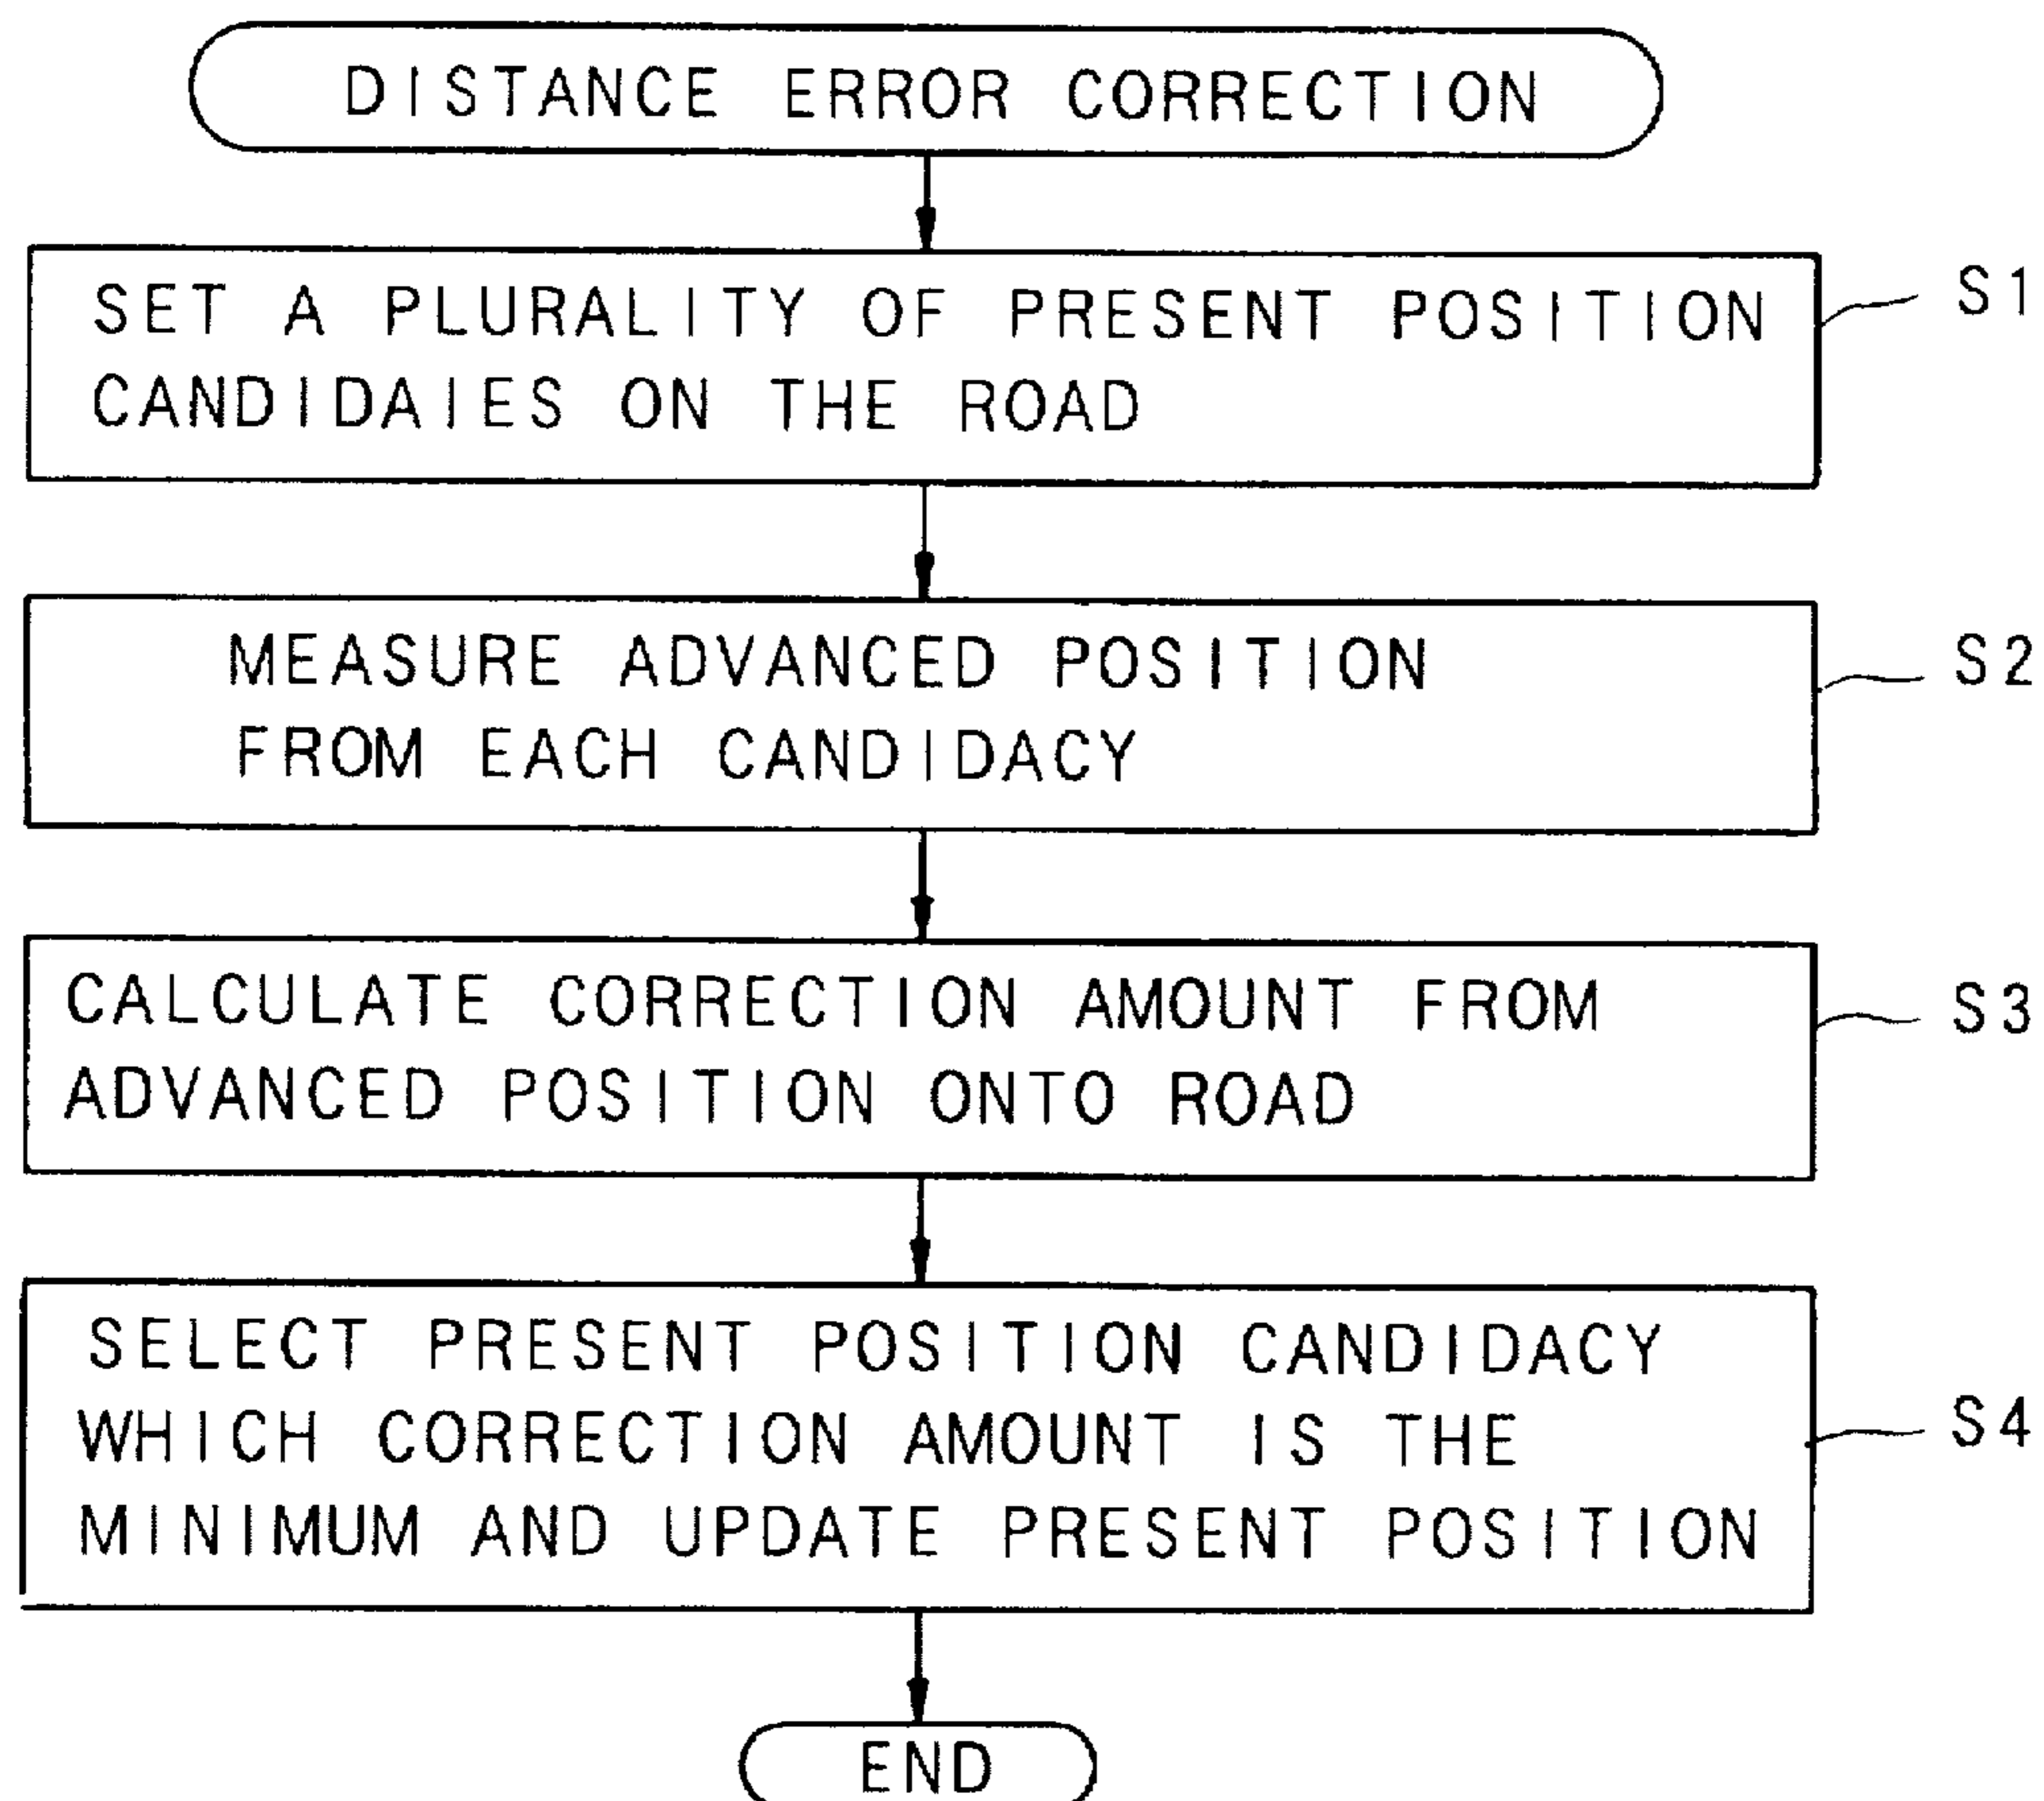 DISTANCE ERROR CORRECTION
SET A PLURALITY OF PRESENT POSITION
S1
CANDIDAIES ON THE ROAD
MEASURE ADVANCED POSITION
S2
FROM EACH CANDIDACY
CALCULATE CORRECTION AMOUNT FROM
S3
ADVANCED POSITION ONTO ROAD
SELECT PRESENT POSITION CANDIDACY
WHICH CORRECTION AMOUNT IS THE
S4
MINIMUM AND UPDATE PRESENT POSITION
END